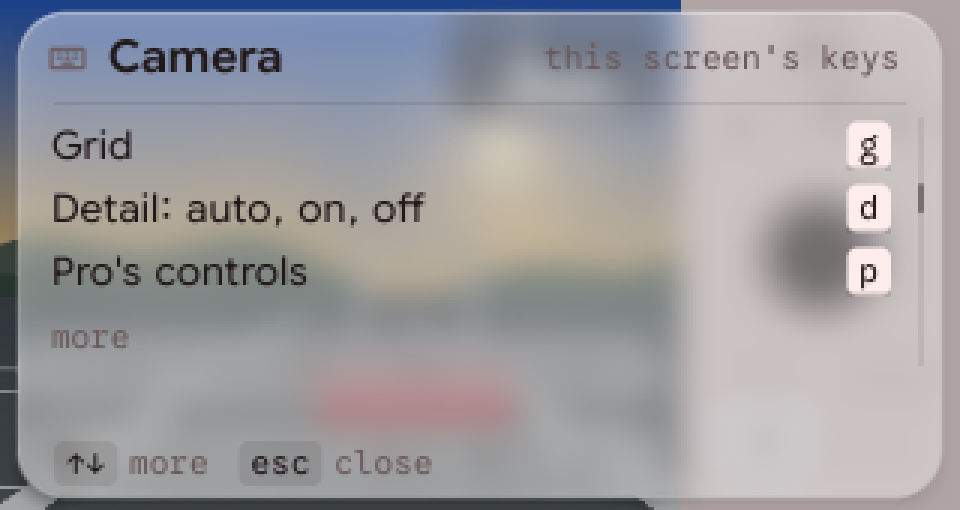 Camera this screen's keys
Grid g
Detail: auto, on, off d
Pro's controls p
more
↑↓ more esc close